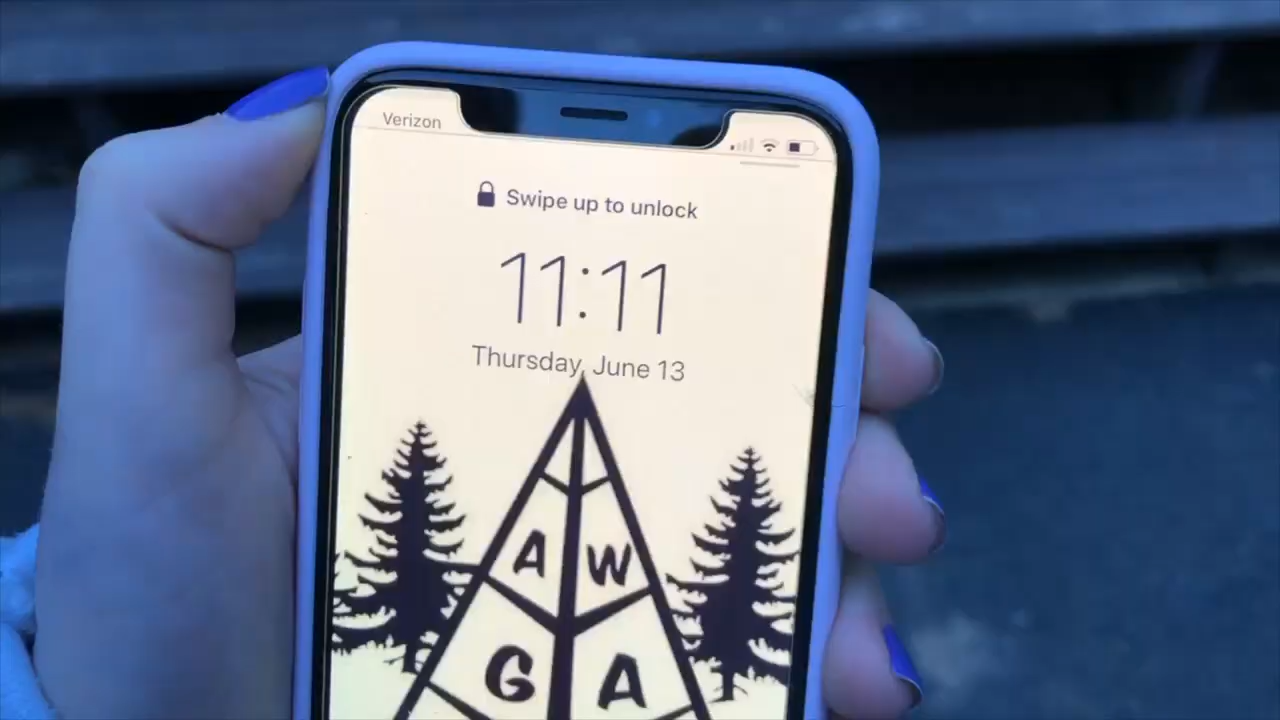 Verizon
Swipe up to unlock
11:11
Thursday, June 13
A W
G A